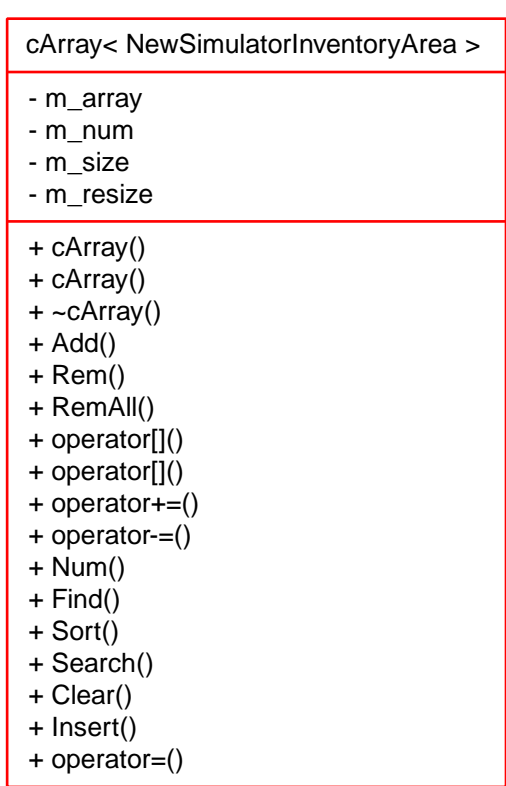 cArray< NewSimulatorInventoryArea >
- m_array
- m_num
- m_size
- m_resize
+ cArray()
+ cArray()
+ ~cArray()
+ Add()
+ Rem()
+ RemAll()
+ operator[]()
+ operator[]()
+ operator+=()
+ operator-=()
+ Num()
+ Find()
+ Sort()
+ Search()
+ Clear()
+ Insert()
+ operator=()